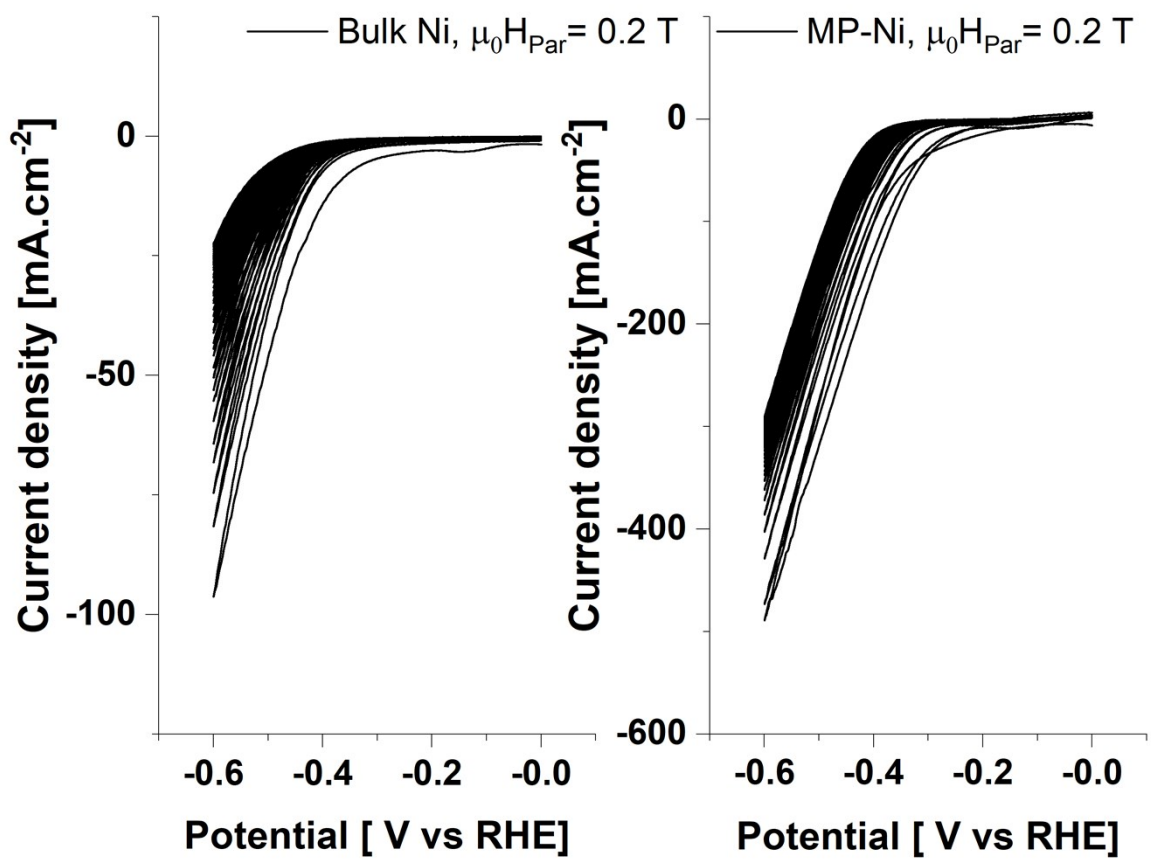 Bulk Ni, μ₀H_Par= 0.2 T
Current density [mA.cm⁻²]
0
-50
-100
-0.6
-0.4
-0.2
-0.0
Potential [ V vs RHE]
MP-Ni, μ₀H_Par= 0.2 T
Current density [mA.cm⁻²]
0
-200
-400
-600
-0.6
-0.4
-0.2
-0.0
Potential [ V vs RHE]